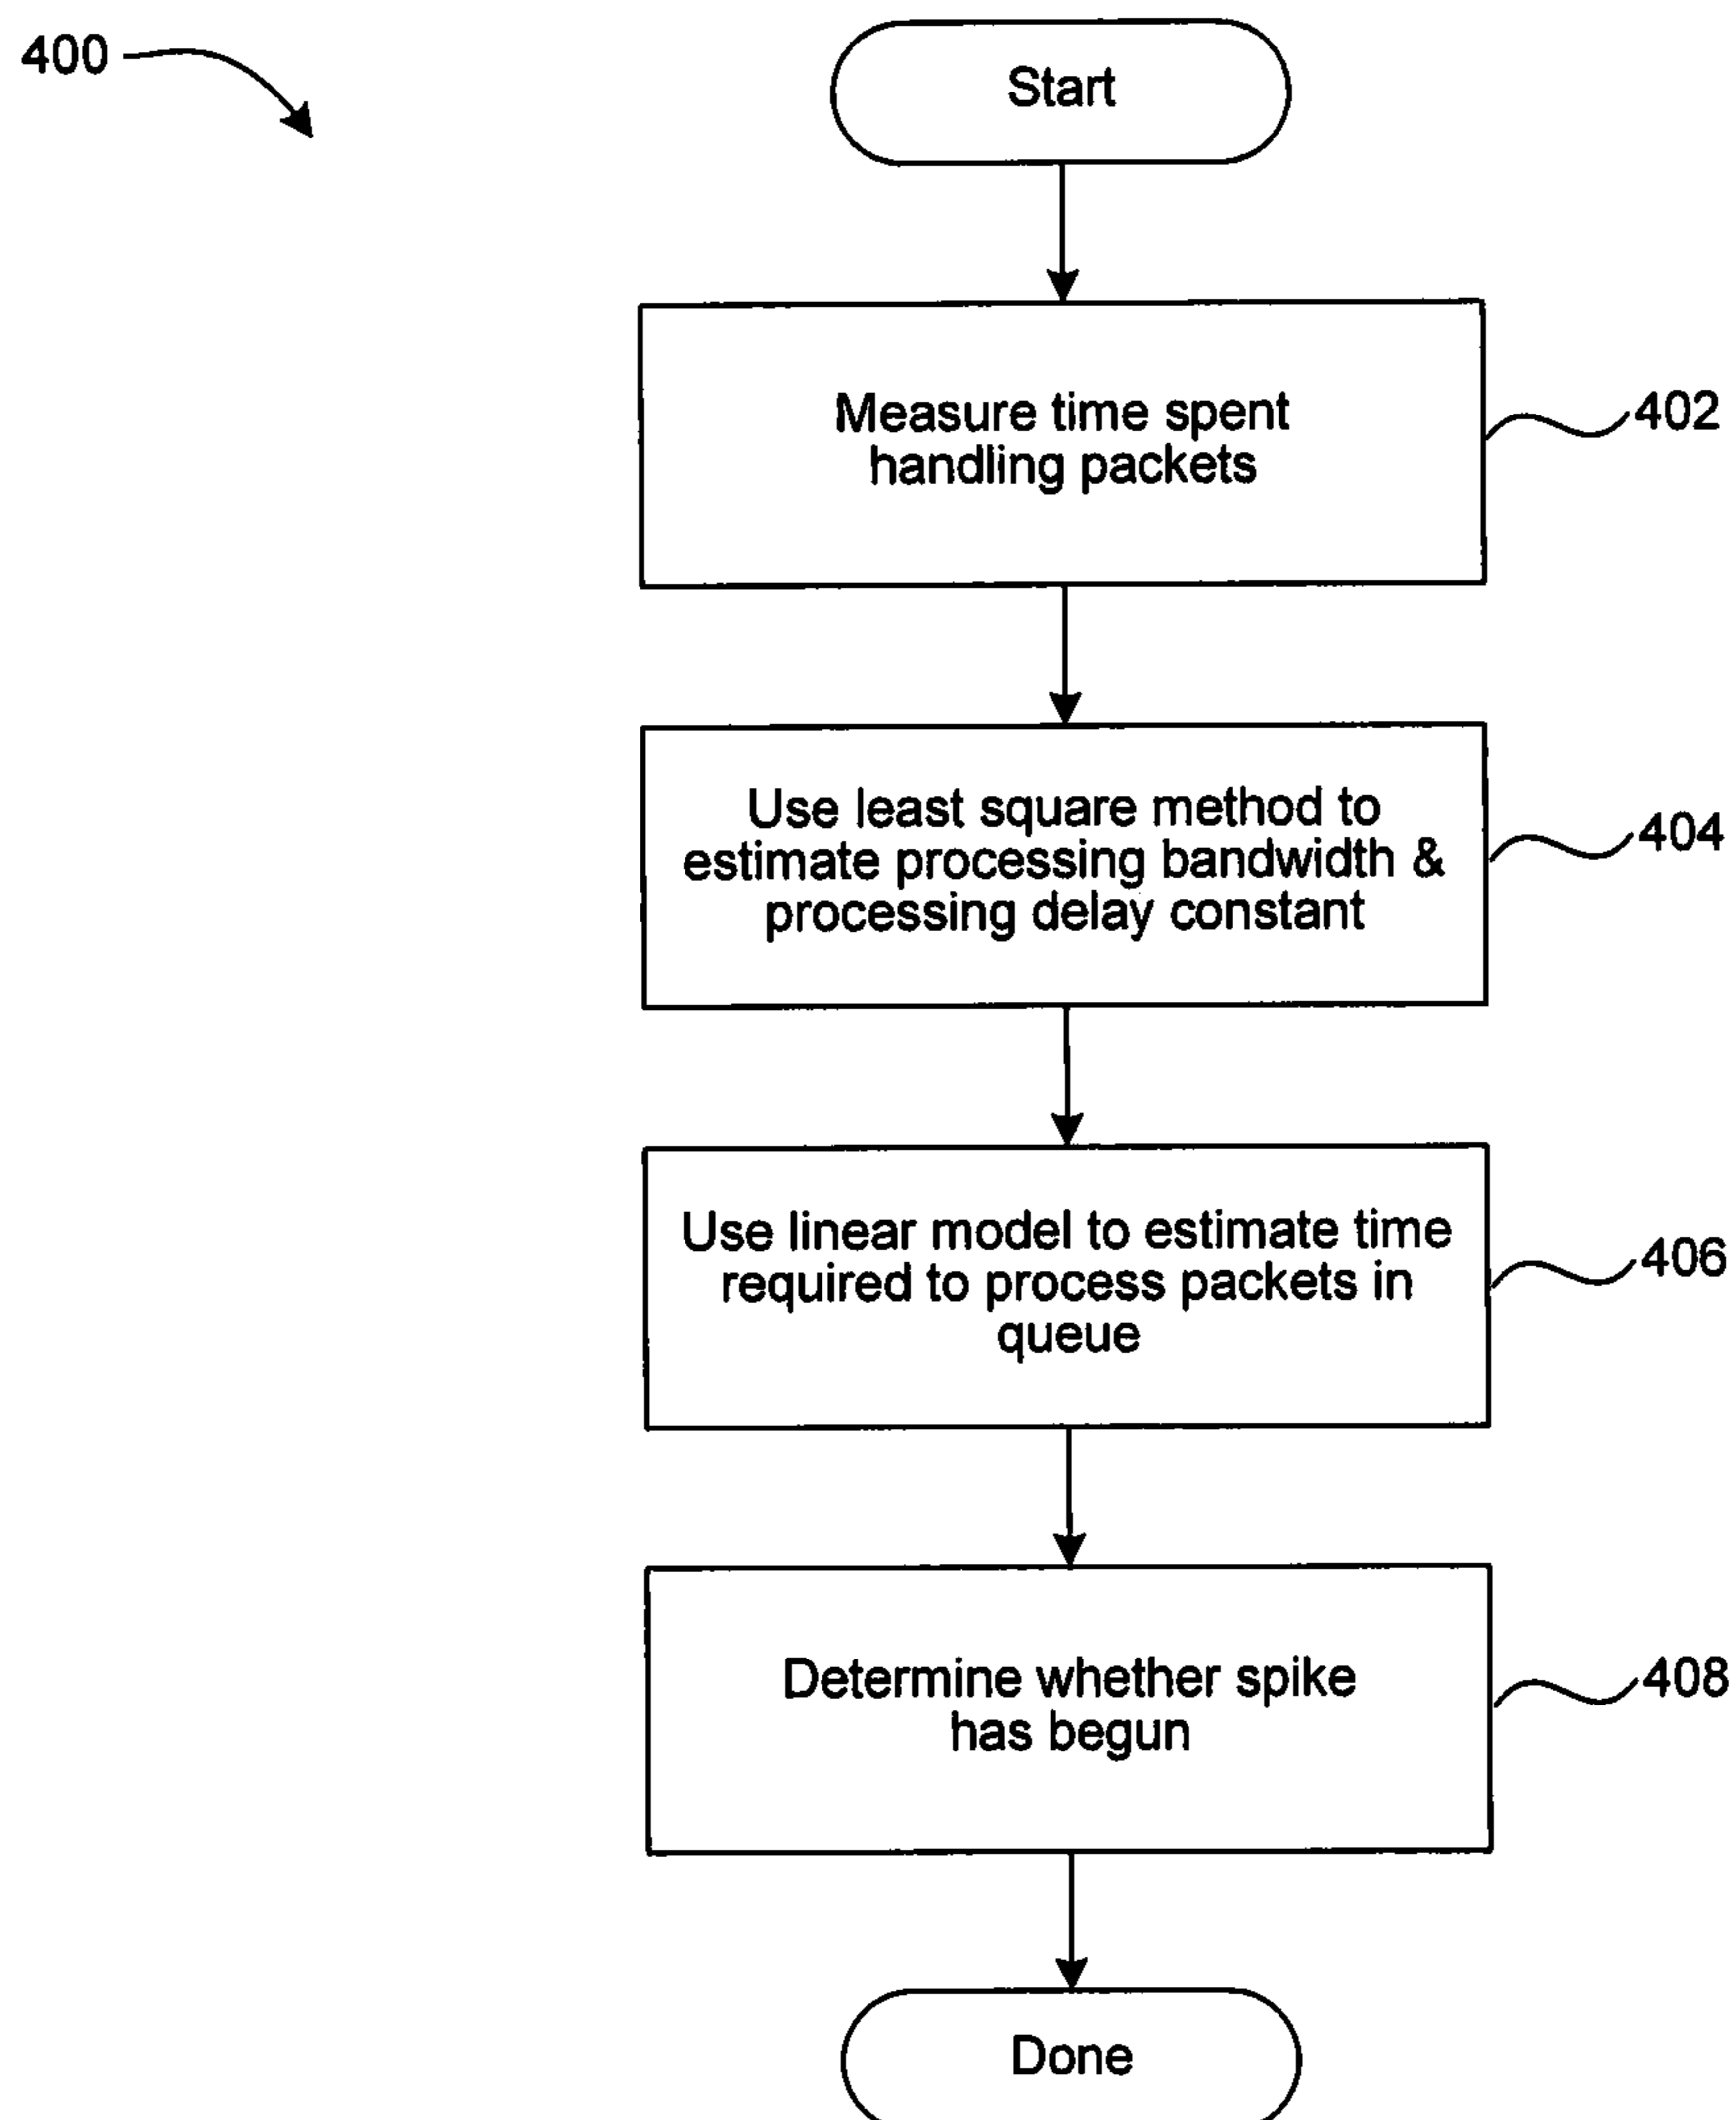 400
Start
Measure time spent
handling packets
402
Use least square method to
estimate processing bandwidth &
processing delay constant
404
Use linear model to estimate time
required to process packets in
queue
406
Determine whether spike
has begun
408
Done